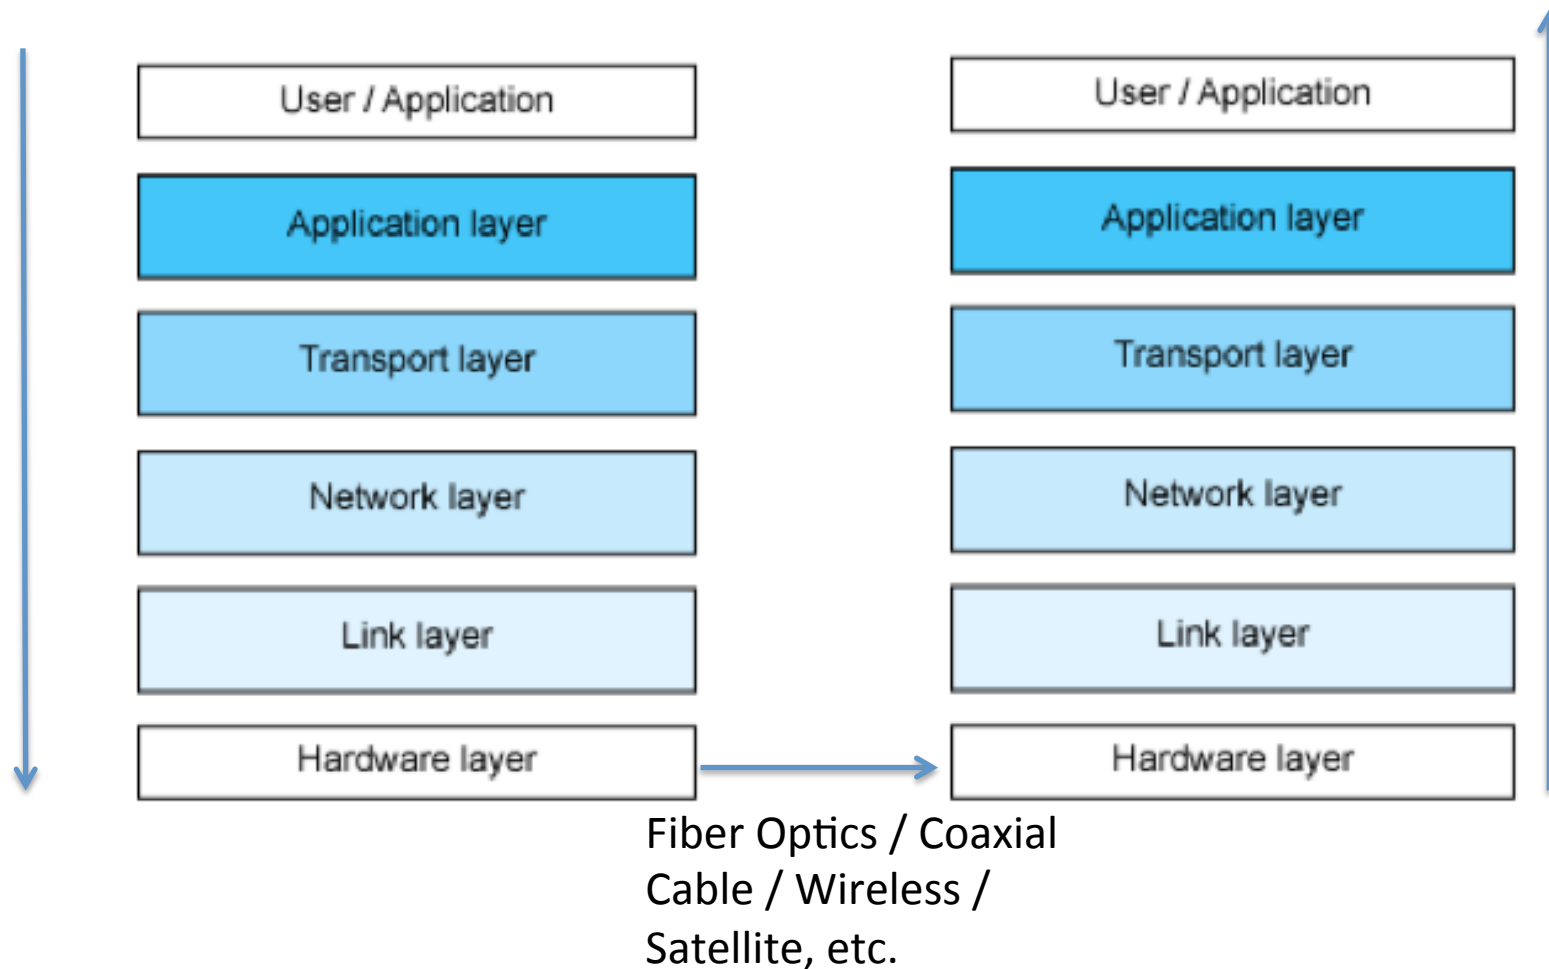 User / Application
Application layer
Transport layer
Network layer
Link layer
Hardware layer
User / Application
Application layer
Transport layer
Network layer
Link layer
Hardware layer
Fiber Optics / Coaxial
Cable / Wireless /
Satellite, etc.